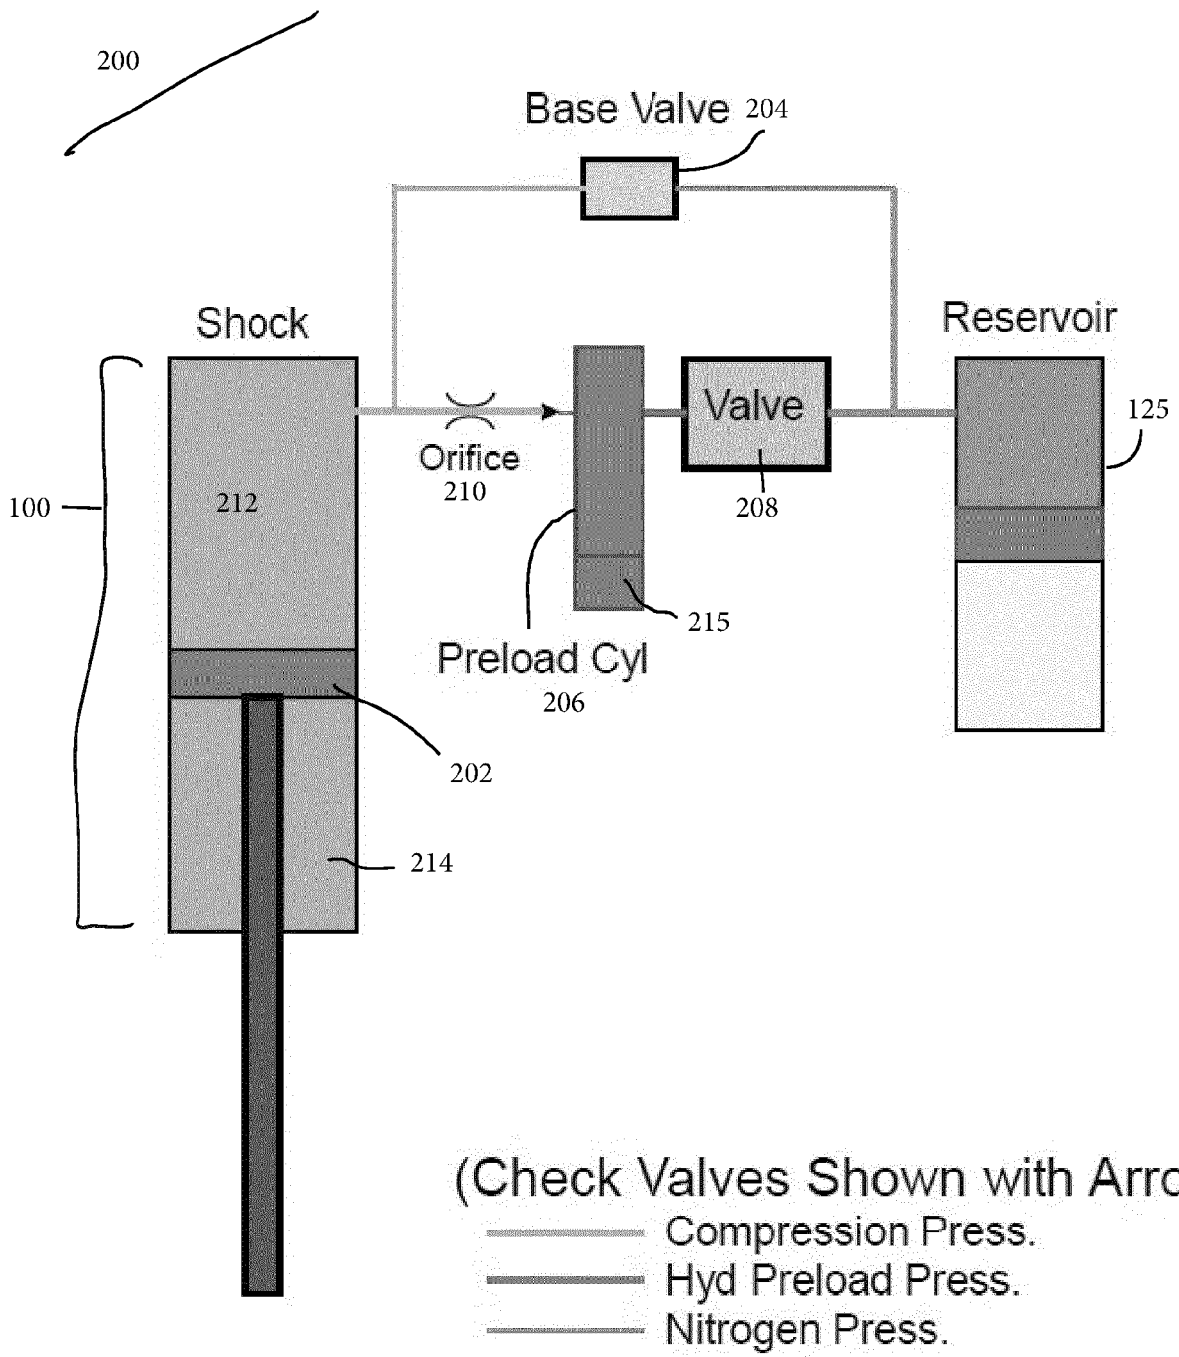 200
Base Valve 204
Shock
Reservoir
125
Valve
Orifice
210
100
212
208
215
Preload Cyl
206
202
214
(Check Valves Shown with Arro
Compression Press.
Hyd Preload Press.
Nitrogen Press.